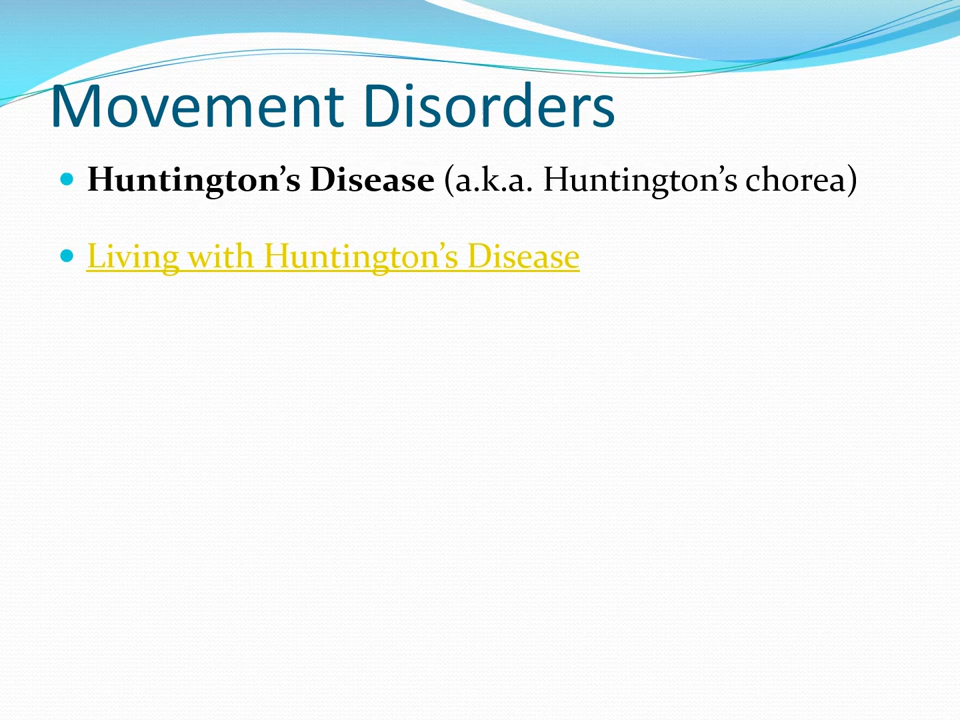 Movement Disorders
Huntington’s Disease (a.k.a. Huntington’s chorea)
Living with Huntington’s Disease